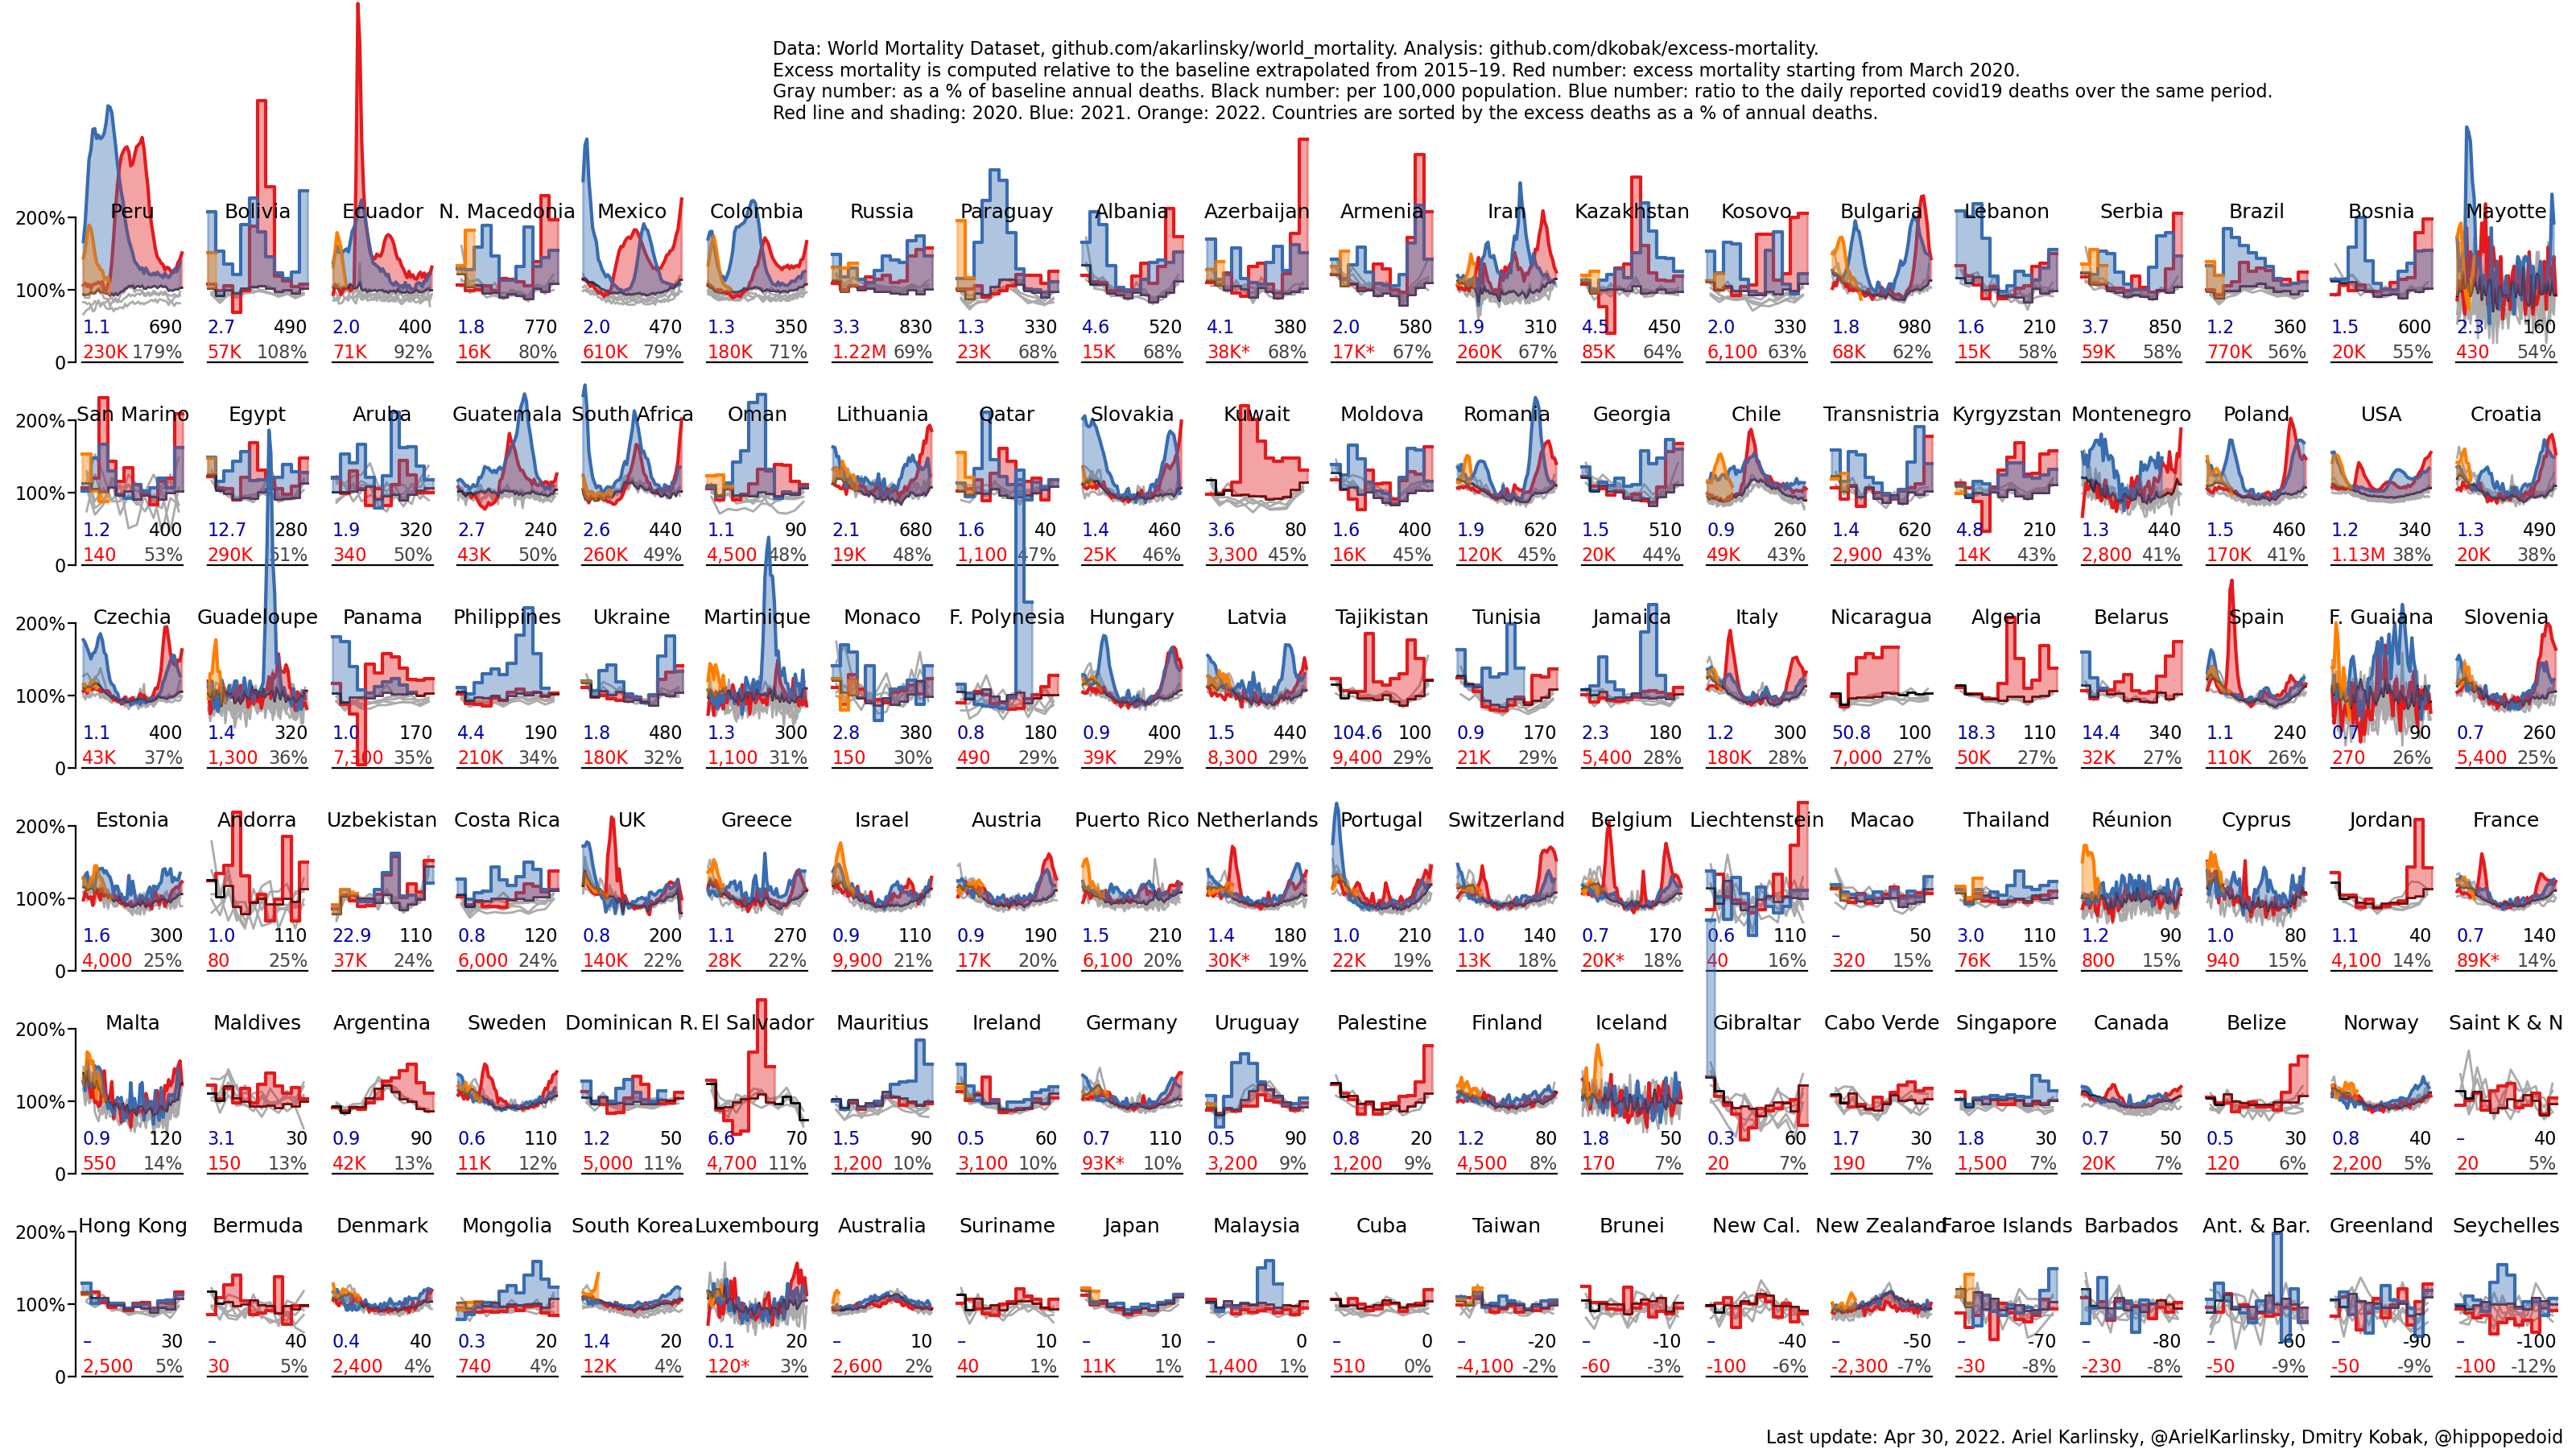 Data: World Mortality Dataset, github.com/akarlinsky/world_mortality. Analysis: github.com/dkobak/excess-mortality.
Excess mortality is computed relative to the baseline extrapolated from 2015–19. Red number: excess mortality starting from March 2020.
Gray number: as a % of baseline annual deaths. Black number: per 100,000 population. Blue number: ratio to the daily reported covid19 deaths over the same period.
Red line and shading: 2020. Blue: 2021. Orange: 2022. Countries are sorted by the excess deaths as a % of annual deaths.
200% Peru Bolivia Ecuador N. Macedonia Mexico Colombia Russia Paraguay Albania Azerbaijan Armenia Iran Kazakhstan Kosovo Bulgaria Lebanon Serbia Brazil Bosnia Mayotte
100%
1.1 690 2.7 490 2.0 400 1.8 770 2.0 470 1.3 350 3.3 830 1.3 330 4.6 520 4.1 380 2.0 580 1.9 310 4.5 450 2.0 330 1.8 980 1.6 210 3.7 850 1.2 360 1.5 600 2.3 160
0 230K 179% 57K 108% 71K 92% 16K 80% 610K 79% 180K 71% 1.22M 69% 23K 68% 15K 68% 38K* 68% 17K* 67% 260K 67% 85K 64% 6,100 63% 68K 62% 15K 58% 59K 58% 770K 56% 20K 55% 430 54%
200% San Marino Egypt Aruba Guatemala South Africa Oman Lithuania Qatar Slovakia Kuwait Moldova Romania Georgia Chile Transnistria Kyrgyzstan Montenegro Poland USA Croatia
100%
1.2 400 12.7 280 1.9 320 2.7 240 2.6 440 1.1 90 2.1 680 1.6 40 1.4 460 3.6 80 1.6 400 1.9 620 1.5 510 0.9 260 1.4 620 4.8 210 1.3 440 1.5 460 1.2 340 1.3 490
0 140 53% 290K 51% 340 50% 43K 50% 260K 49% 4,500 48% 19K 48% 1,100 47% 25K 46% 3,300 45% 16K 45% 120K 45% 20K 44% 49K 43% 2,900 43% 14K 43% 2,800 41% 170K 41% 1.13M 38% 20K 38%
200% Czechia Guadeloupe Panama Philippines Ukraine Martinique Monaco F. Polynesia Hungary Latvia Tajikistan Tunisia Jamaica Italy Nicaragua Algeria Belarus Spain F. Guaiana Slovenia
100%
1.1 400 1.4 320 1.0 170 4.4 190 1.8 480 1.3 300 2.8 380 0.8 180 0.9 400 1.5 440 104.6 100 0.9 170 2.3 180 1.2 300 50.8 100 18.3 110 14.4 340 1.1 240 0.7 90 0.7 260
0 43K 37% 1,300 36% 7,300 35% 210K 34% 180K 32% 1,100 31% 150 30% 490 29% 39K 29% 8,300 29% 9,400 29% 21K 29% 5,400 28% 180K 28% 7,000 27% 50K 27% 32K 27% 110K 26% 270 26% 5,400 25%
200% Estonia Andorra Uzbekistan Costa Rica UK Greece Israel Austria Puerto Rico Netherlands Portugal Switzerland Belgium Liechtenstein Macao Thailand Réunion Cyprus Jordan France
100%
1.6 300 1.0 110 22.9 110 0.8 120 0.8 200 1.1 270 0.9 110 0.9 190 1.5 210 1.4 180 1.0 210 1.0 140 0.7 170 0.6 110 – 50 3.0 110 1.2 90 1.0 80 1.1 40 0.7 140
0 4,000 25% 80 25% 37K 24% 6,000 24% 140K 22% 28K 22% 9,900 21% 17K 20% 6,100 20% 30K* 19% 22K 19% 13K 18% 20K* 18% 40 16% 320 15% 76K 15% 800 15% 940 15% 4,100 14% 89K* 14%
200% Malta Maldives Argentina Sweden Dominican R. El Salvador Mauritius Ireland Germany Uruguay Palestine Finland Iceland Gibraltar Cabo Verde Singapore Canada Belize Norway Saint K & N
100%
0.9 120 3.1 30 0.9 90 0.6 110 1.2 50 6.6 70 1.5 90 0.5 60 0.7 110 0.5 90 0.8 20 1.2 80 1.8 50 0.3 60 1.7 30 1.8 30 0.7 50 0.5 30 0.8 40 – 40
0 550 14% 150 13% 42K 13% 11K 12% 5,000 11% 4,700 11% 1,200 10% 3,100 10% 93K* 10% 3,200 9% 1,200 9% 4,500 8% 170 7% 20 7% 190 7% 1,500 7% 20K 7% 120 6% 2,200 5% 20 5%
200% Hong Kong Bermuda Denmark Mongolia South Korea Luxembourg Australia Suriname Japan Malaysia Cuba Taiwan Brunei New Cal. New Zealand Faroe Islands Barbados Ant. & Bar. Greenland Seychelles
100%
– 30 – 40 0.4 40 0.3 20 1.4 20 0.1 20 – 10 – 10 – 10 – 0 – 0 – -20 – -10 – -40 – -50 – -70 – -80 – -60 – -90 – -100
0 2,500 5% 30 5% 2,400 4% 740 4% 12K 4% 120* 3% 2,600 2% 40 1% 11K 1% 1,400 1% 510 0% -4,100 -2% -60 -3% -100 -6% -2,300 -7% -30 -8% -230 -8% -50 -9% -50 -9% -100 -12%
Last update: Apr 30, 2022. Ariel Karlinsky, @ArielKarlinsky, Dmitry Kobak, @hippopedoid